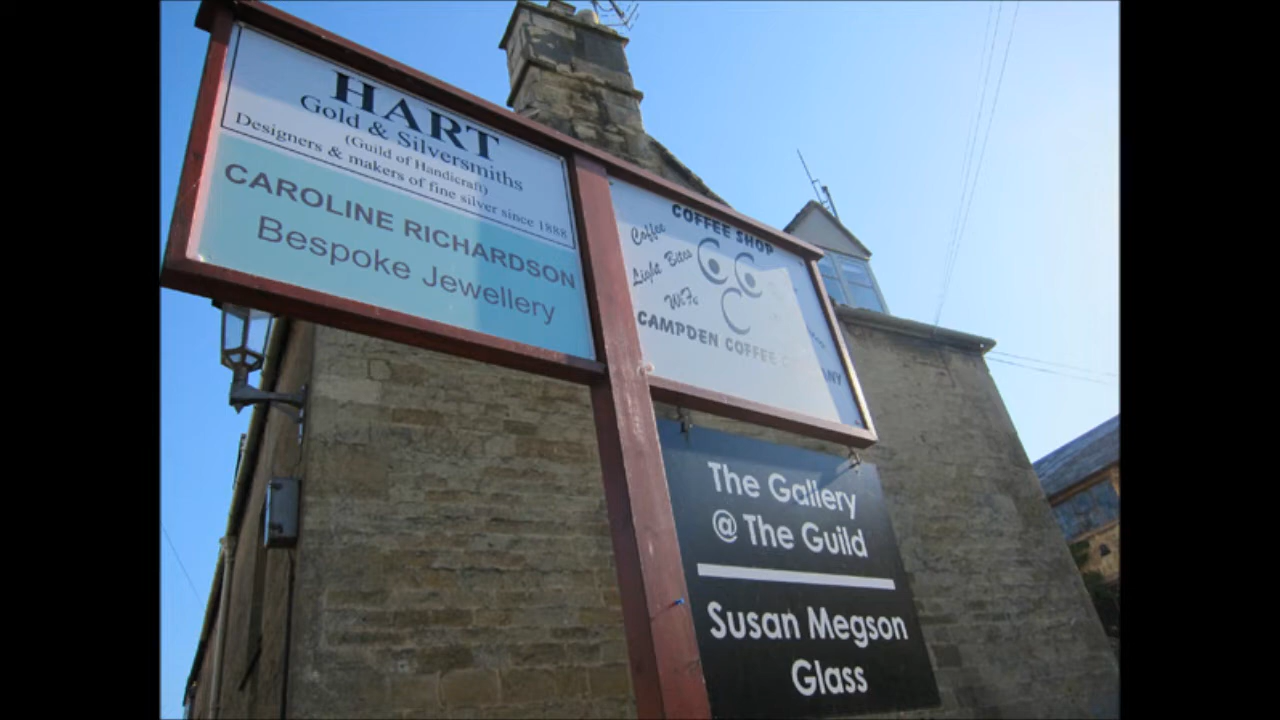 HART
Gold & Silversmiths
(Guild of Handicraft)
Designers & makers of fine silver since 1888
CAROLINE RICHARDSON
Bespoke Jewellery
COFFEE SHOP
Coffee
Light Bites
WiFi
CAMPDEN COFFEE
The Gallery
@ The Guild
Susan Megson
Glass